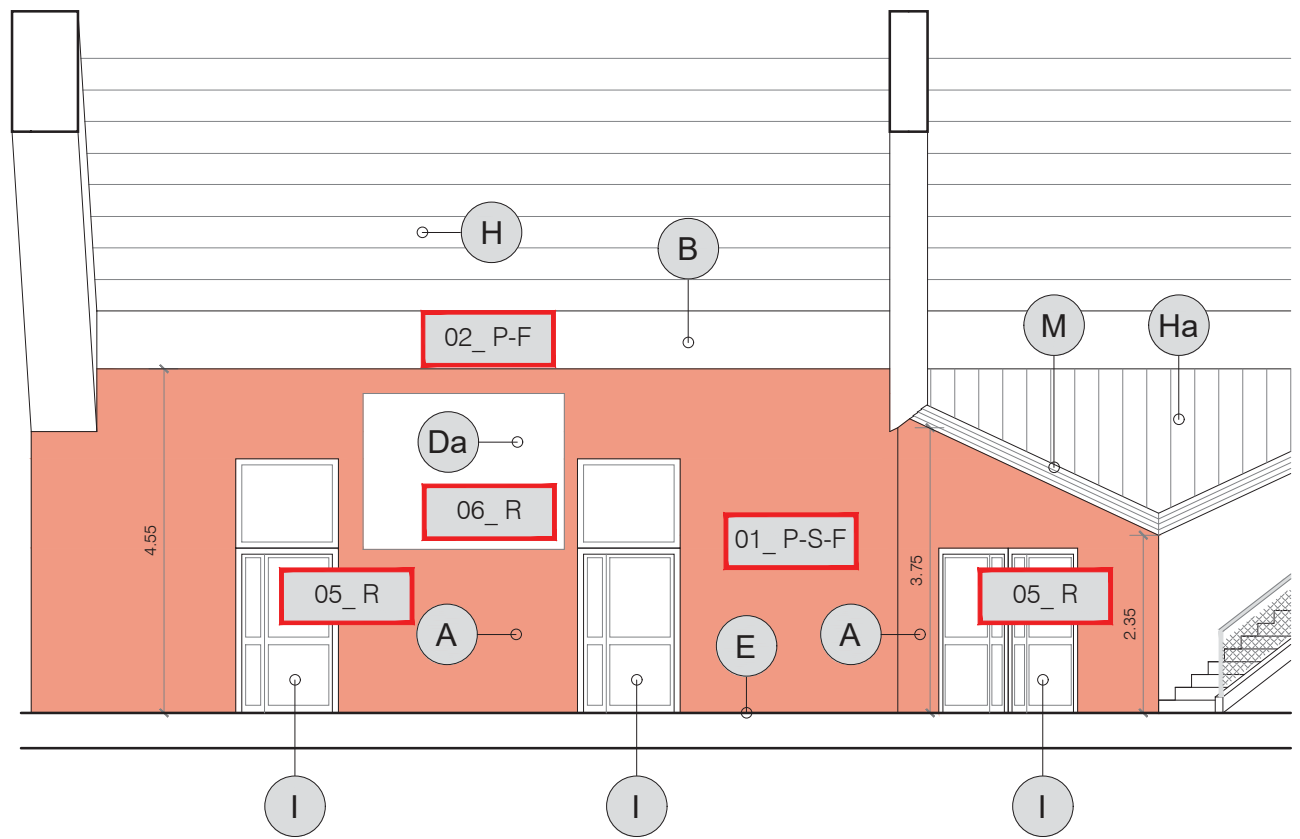 H
B
02_ P-F
M
Ha
Da
06_ R
4.55
01_ P-S-F
3.75
05_ R
05_ R
2.35
A
E
A
I
I
I